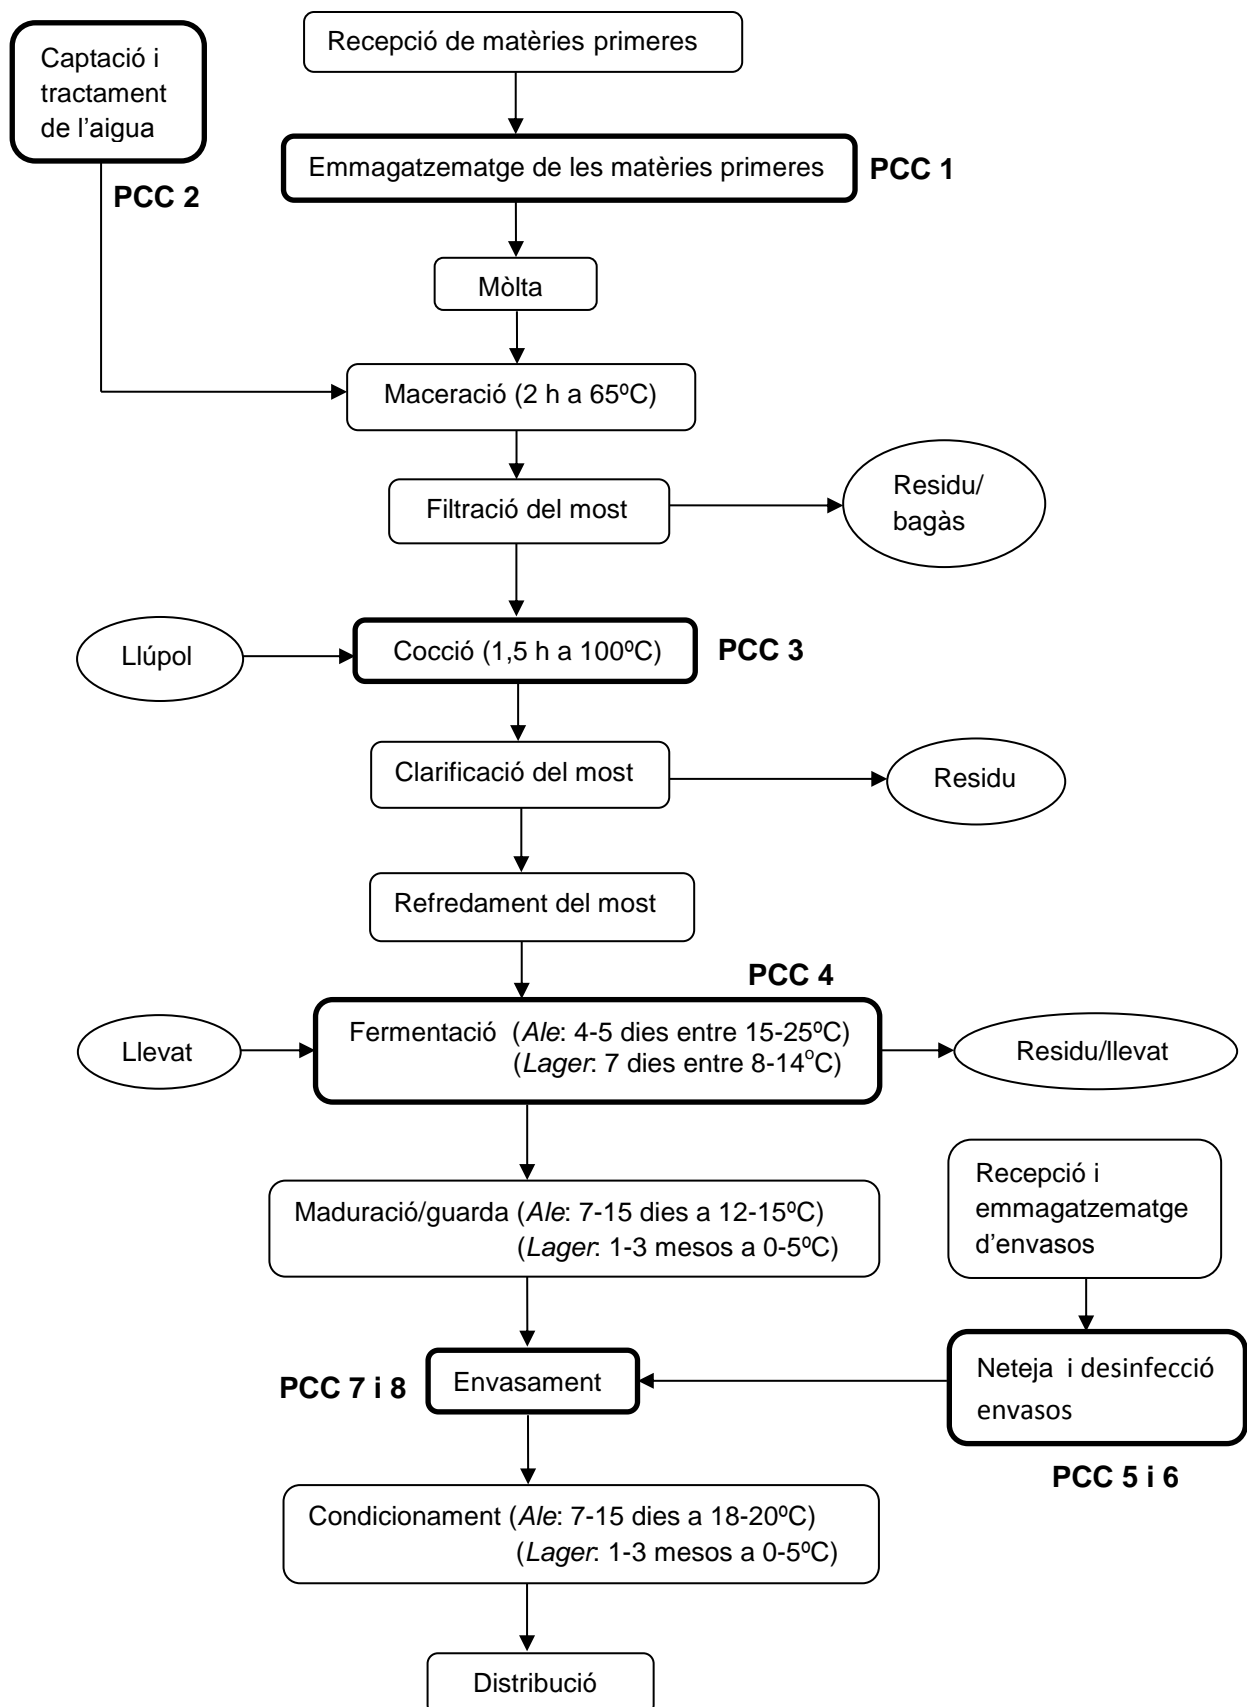 Recepció de matèries primeres
Captació i
tractament
de l'aigua
PCC 2
Emmagatzematge de les matèries primeres
PCC 1
Mòlta
Maceració (2 h a 65ºC)
Filtració del most
Residu/
bagàs
Llúpol
Cocció (1,5 h a 100ºC)
PCC 3
Clarificació del most
Residu
Refredament del most
PCC 4
Llevat
Fermentació (Ale: 4-5 dies entre 15-25ºC)
(Lager: 7 dies entre 8-14°C)
Residu/llevat
Maduració/guarda (Ale: 7-15 dies a 12-15ºC)
(Lager: 1-3 mesos a 0-5ºC)
Recepció i
emmagatzematge
d'envasos
PCC 7 i 8
Envasament
Neteja i desinfecció
envasos
PCC 5 i 6
Condicionament (Ale: 7-15 dies a 18-20ºC)
(Lager: 1-3 mesos a 0-5ºC)
Distribució